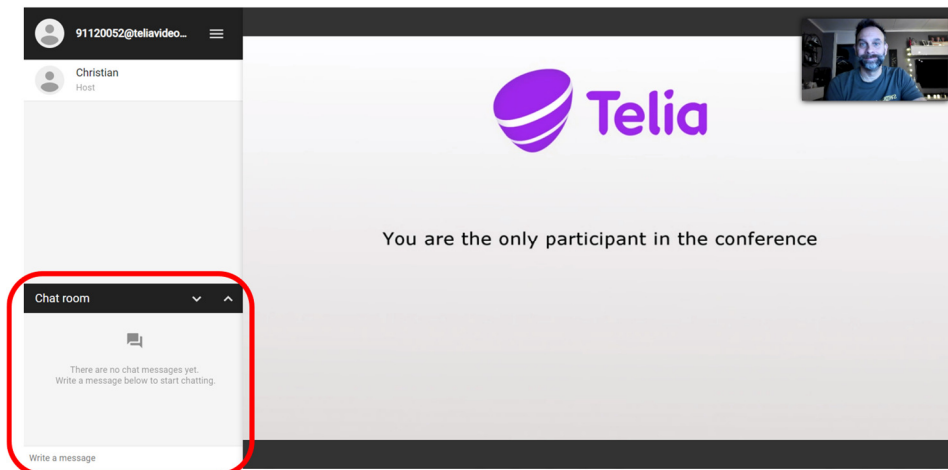 91120052@teliavideo...
Christian
Host
Telia
You are the only participant in the conference
Chat room
There are no chat messages yet.
Write a message below to start chatting.
Write a message